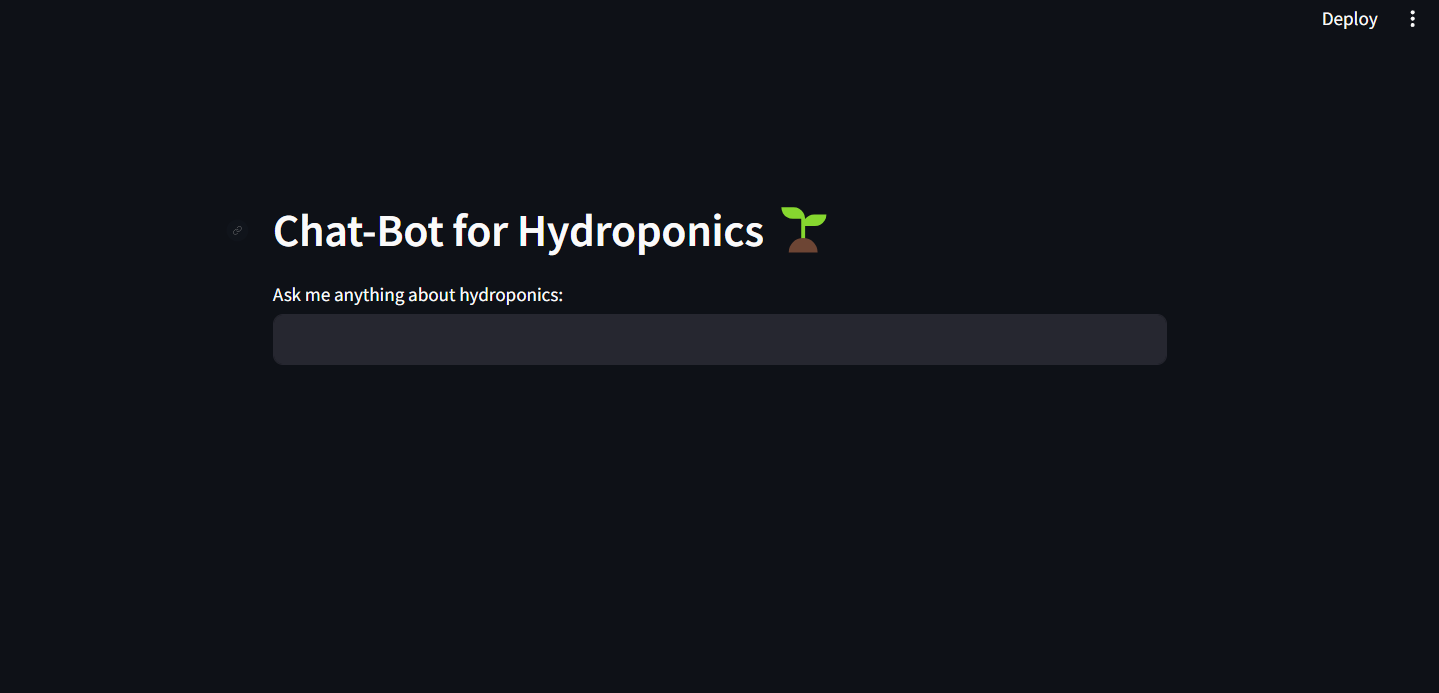 Deploy
Chat-Bot for Hydroponics 🌱
Ask me anything about hydroponics: